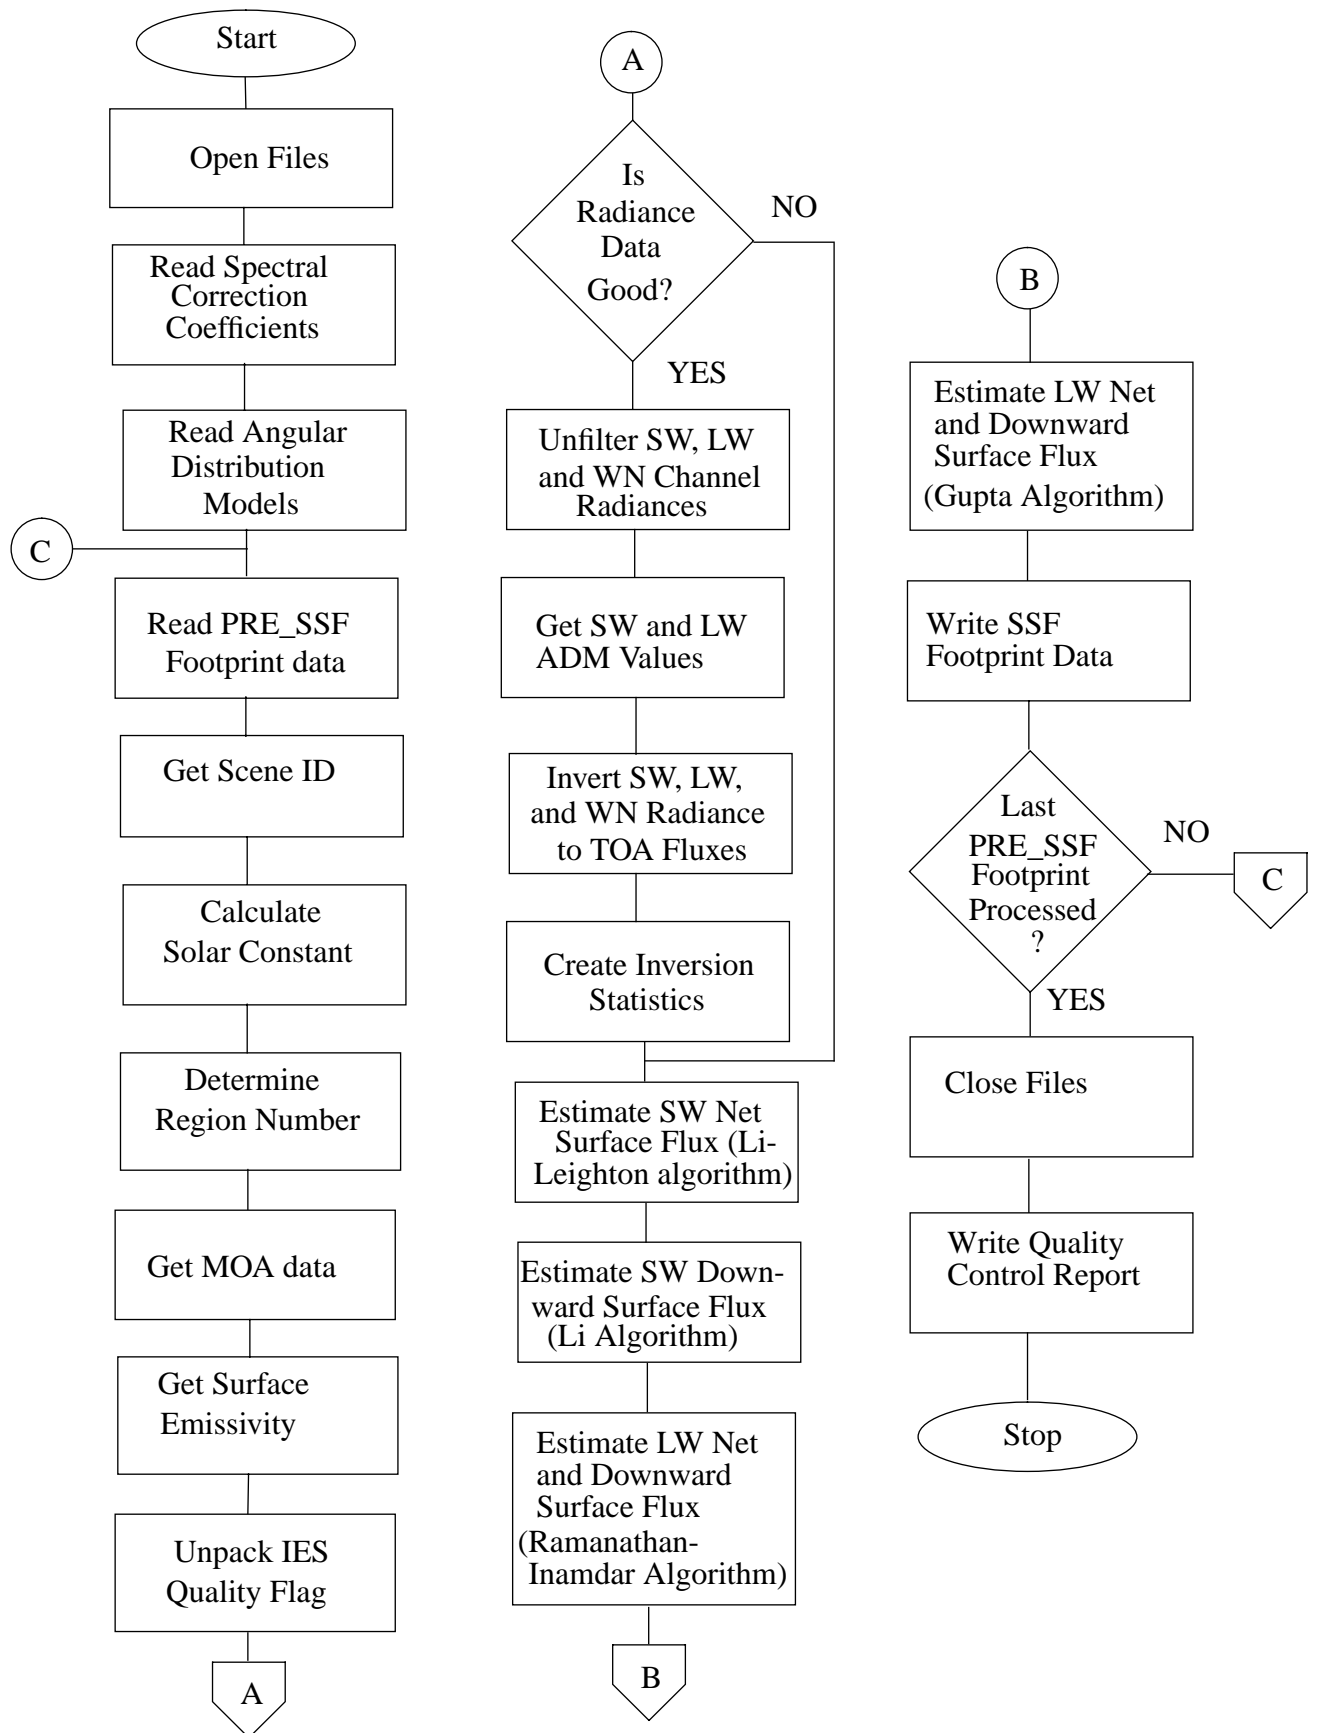 Start
Open Files
Read Spectral
Correction
Coefficients
Read Angular
Distribution
Models
C
Read PRE_SSF
Footprint data
Get Scene ID
Calculate
Solar Constant
Determine
Region Number
Get MOA data
Get Surface
Emissivity
Unpack IES
Quality Flag
A
A
Is
Radiance
Data
Good?
NO
YES
Unfilter SW, LW
and WN Channel
Radiances
Get SW and LW
ADM Values
Invert SW, LW,
and WN Radiance
to TOA Fluxes
Create Inversion
Statistics
Estimate SW Net
Surface Flux (Li-
Leighton algorithm)
Estimate SW Down-
ward Surface Flux
(Li Algorithm)
Estimate LW Net
and Downward
Surface Flux
(Ramanathan-
Inamdar Algorithm)
B
B
Estimate LW Net
and Downward
Surface Flux
(Gupta Algorithm)
Write SSF
Footprint Data
Last
PRE_SSF
Footprint
Processed
?
NO
C
YES
Close Files
Write Quality
Control Report
Stop